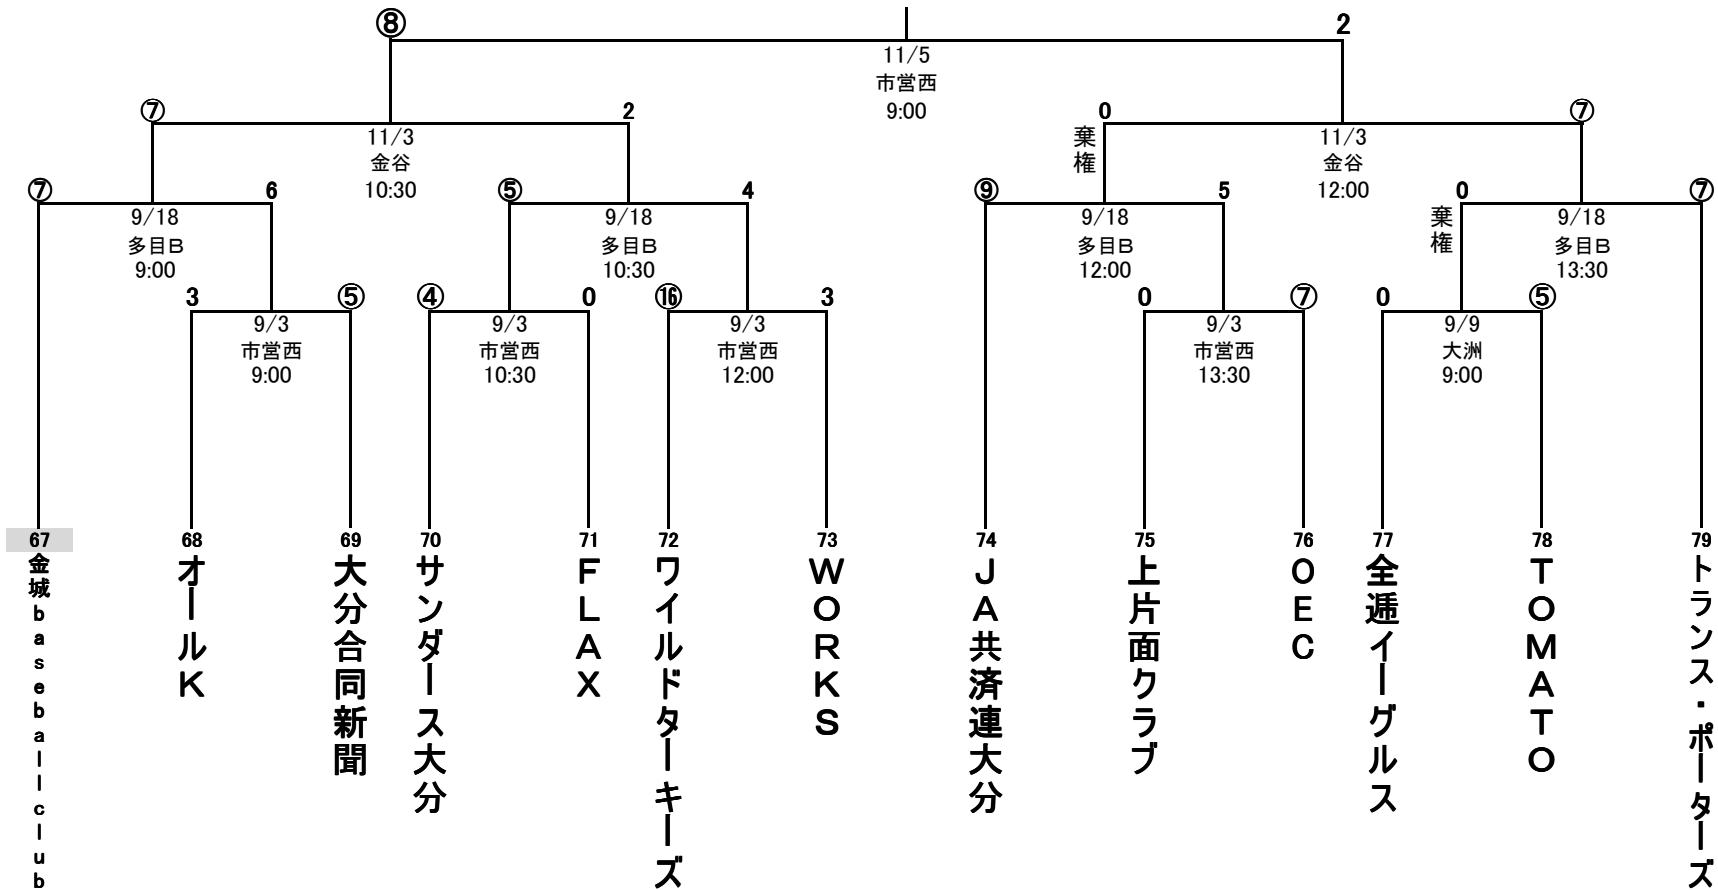 ⑧ 2
11/5
市営西
9:00
⑦ 2 0 ⑦
棄権
11/3
金谷
10:30
11/3
金谷
12:00
⑦ 6 ⑤ 4 ⑨ 5 0 ⑦
棄権
9/18
多目B
9:00
9/18
多目B
10:30
9/18
多目B
12:00
9/18
多目B
13:30
3 ⑤ ④ 0 ⑯ 3 0 ⑦ 0 ⑤
9/3
市営西
9:00
9/3
市営西
10:30
9/3
市営西
12:00
9/3
市営西
13:30
9/9
大洲
9:00
67
金城baseballclub
68
オールK
69
大分合同新聞
70
サンダース大分
71
FLAX
72
ワイルドターキーズ
73
WORKS
74
JA共済連大分
75
上片面クラブ
76
OEC
77
全逓イーグルス
78
TOMATO
79
トランス・ポーターズ